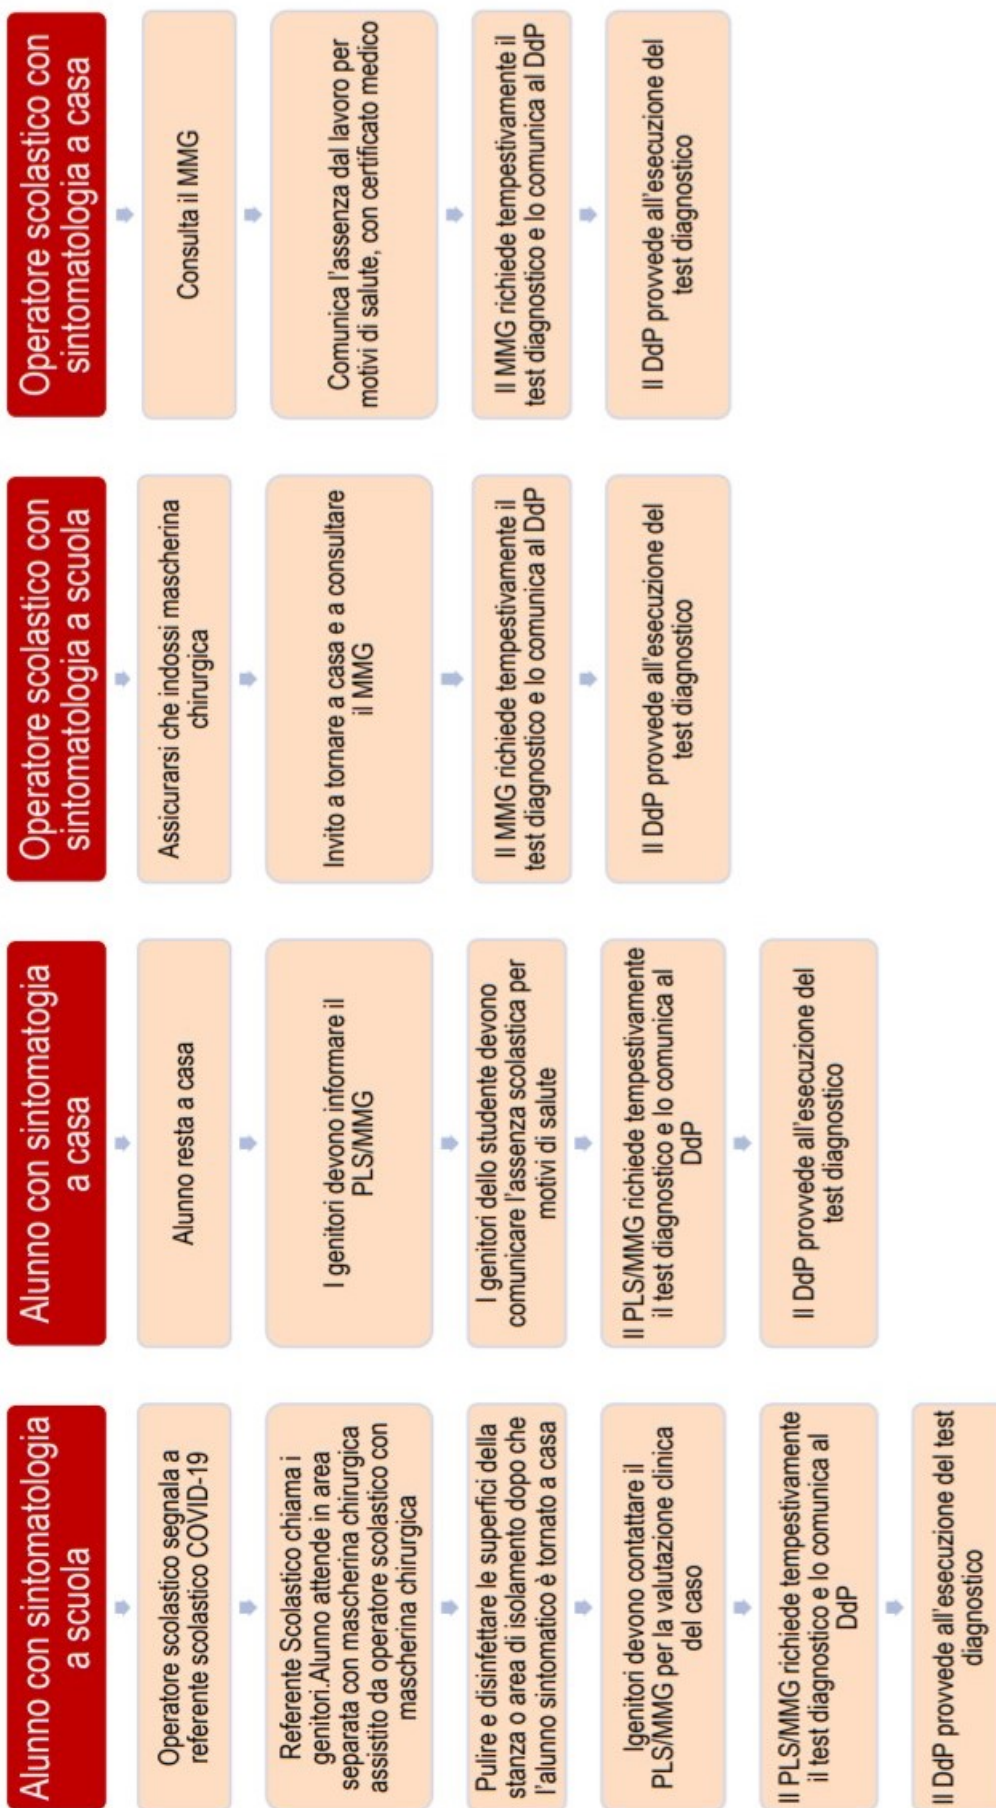 Alunno con sintomatologia
a scuola
Operatore scolastico segnala a
referente scolastico COVID-19
Referente Scolastico chiama i
genitori.Alunno attende in area
separata con mascherina chirurgica
assistito da operatore scolastico con
mascherina chirurgica
Pulire e disinfettare le superfici della
stanza o area di isolamento dopo che
l'alunno sintomatico è tornato a casa
Igenitori devono contattare il
PLS/MMG per la valutazione clinica
del caso
Il PLS/MMG richiede tempestivamente
il test diagnostico e lo comunica al
DdP
Il DdP provvede all'esecuzione del test
diagnostico
Alunno con sintomatogia
a casa
Alunno resta a casa
I genitori devono informare il
PLS/MMG
I genitori dello studente devono
comunicare l'assenza scolastica per
motivi di salute
Il PLS/MMG richiede tempestivamente
il test diagnostico e lo comunica al
DdP
Il DdP provvede all'esecuzione del
test diagnostico
Operatore scolastico con
sintomatologia a scuola
Assicurarsi che indossi mascherina
chirurgica
Invito a tornare a casa e a consultare
il MMG
Il MMG richiede tempestivamente il
test diagnostico e lo comunica al DdP
Il DdP provvede all'esecuzione del
test diagnostico
Operatore scolastico con
sintomatologia a casa
Consulta il MMG
Comunica l'assenza dal lavoro per
motivi di salute, con certificato medico
Il MMG richiede tempestivamente il
test diagnostico e lo comunica al DdP
Il DdP provvede all'esecuzione del
test diagnostico